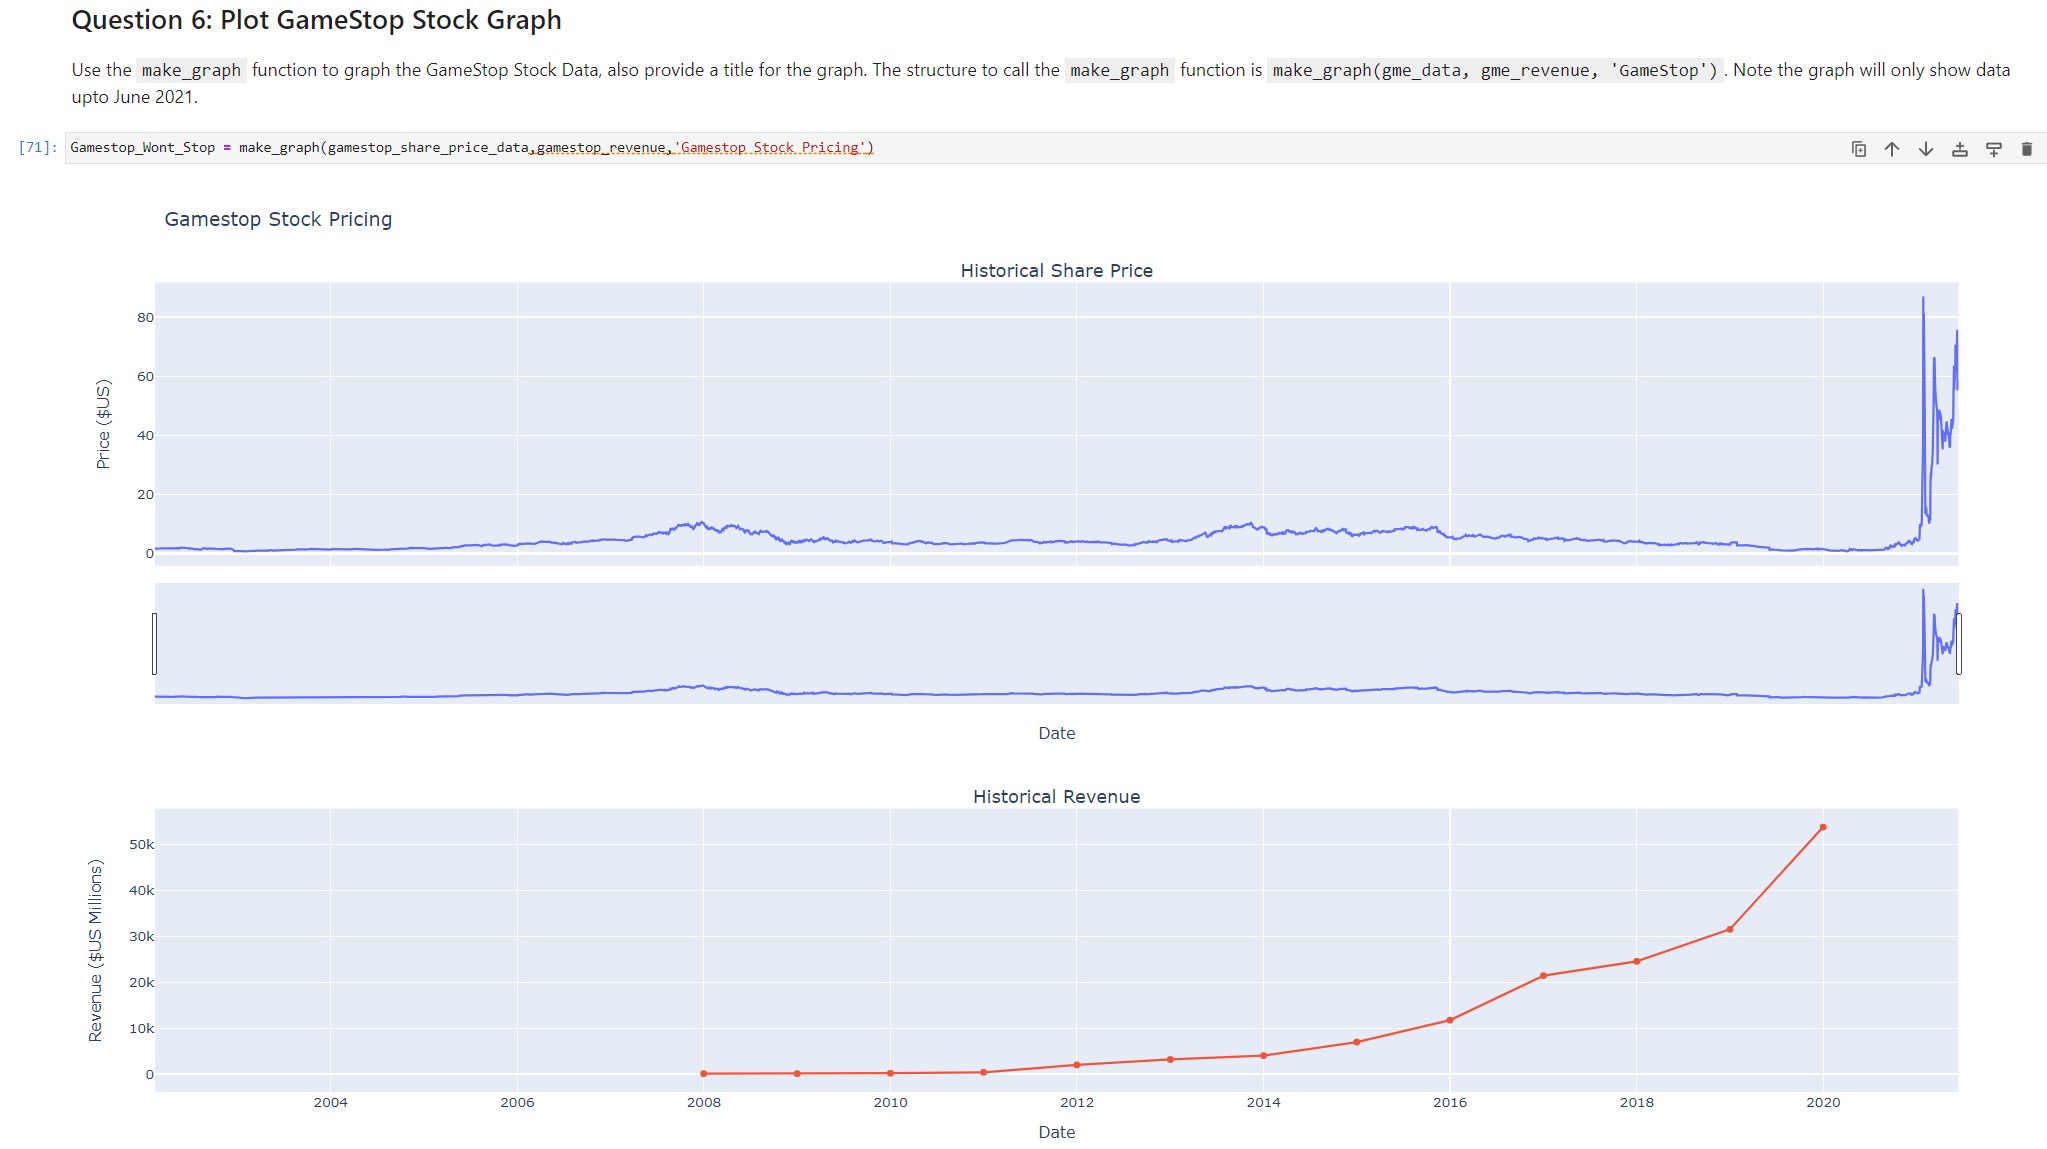 Question 6: Plot GameStop Stock Graph
Use the make_graph function to graph the GameStop Stock Data, also provide a title for the graph. The structure to call the make_graph function is make_graph(gme_data, gme_revenue, 'GameStop'). Note the graph will only show data
upto June 2021.
[71]: Gamestop_Wont_Stop = make_graph(gamestop_share_price_data,gamestop_revenue,'Gamestop Stock Pricing')
Gamestop Stock Pricing
Historical Share Price
Price ($US)
80
60
40
20
0
Date
Historical Revenue
Revenue ($US Millions)
50k
40k
30k
20k
10k
0
2004 2006 2008 2010 2012 2014 2016 2018 2020
Date